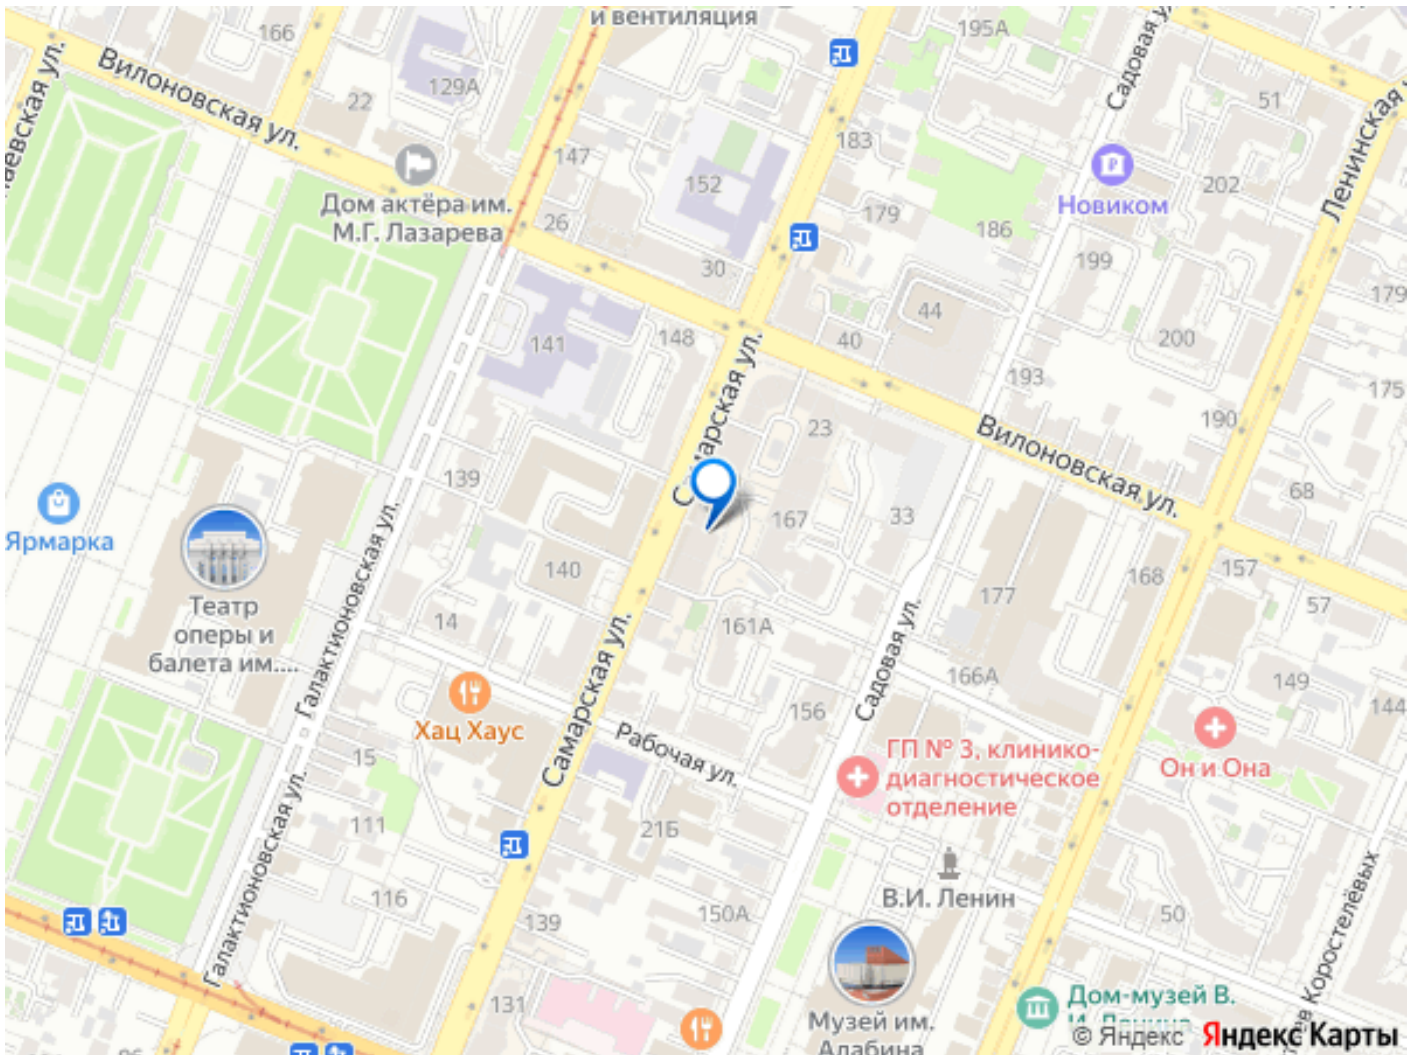 и вентиляция
166
195А
Садовая ул.
Вилоновская ул.
129А
22
51
Ленинская у
аевская ул.
147
183
Дом актёра им.
М.Г. Лазарева
152
Новиком
202
26
179
186
30
199
179
44
141
148
40
200
Самарская ул.
193
175
190
23
Вилоновская ул.
139
68
Ярмарка
167
33
Галактионовская ул.
140
168
157
Театр
оперы и
балета им....
177
57
14
161А
Самарская ул.
Садовая ул.
166А
149
144
Хац Хаус
156
Рабочая ул.
15
ГП № 3, клинико-
диагностическое
отделение
Он и Она
111
21Б
Галактионовская ул.
116
В.И. Ленин
139
150А
50
в Коростелёвых
131
Музей им.
Алабина
Дом-музей В.
И. Ленина
© Яндекс Яндекс Карты